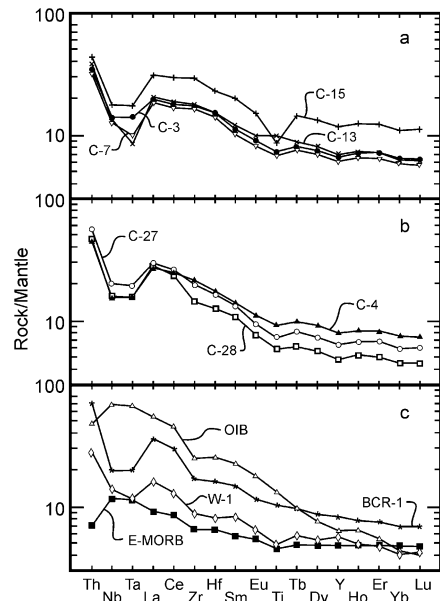 100
a
C-15
C-3
C-13
C-7
10
100
b
C-27
C-4
10
C-28
Rock/Mantle
100
c
OIB
BCR-1
W-1
10
E-MORB
Th Nb Ta La Ce Zr Hf Sm Eu Ti Tb Dy Y Ho Er Yb Lu